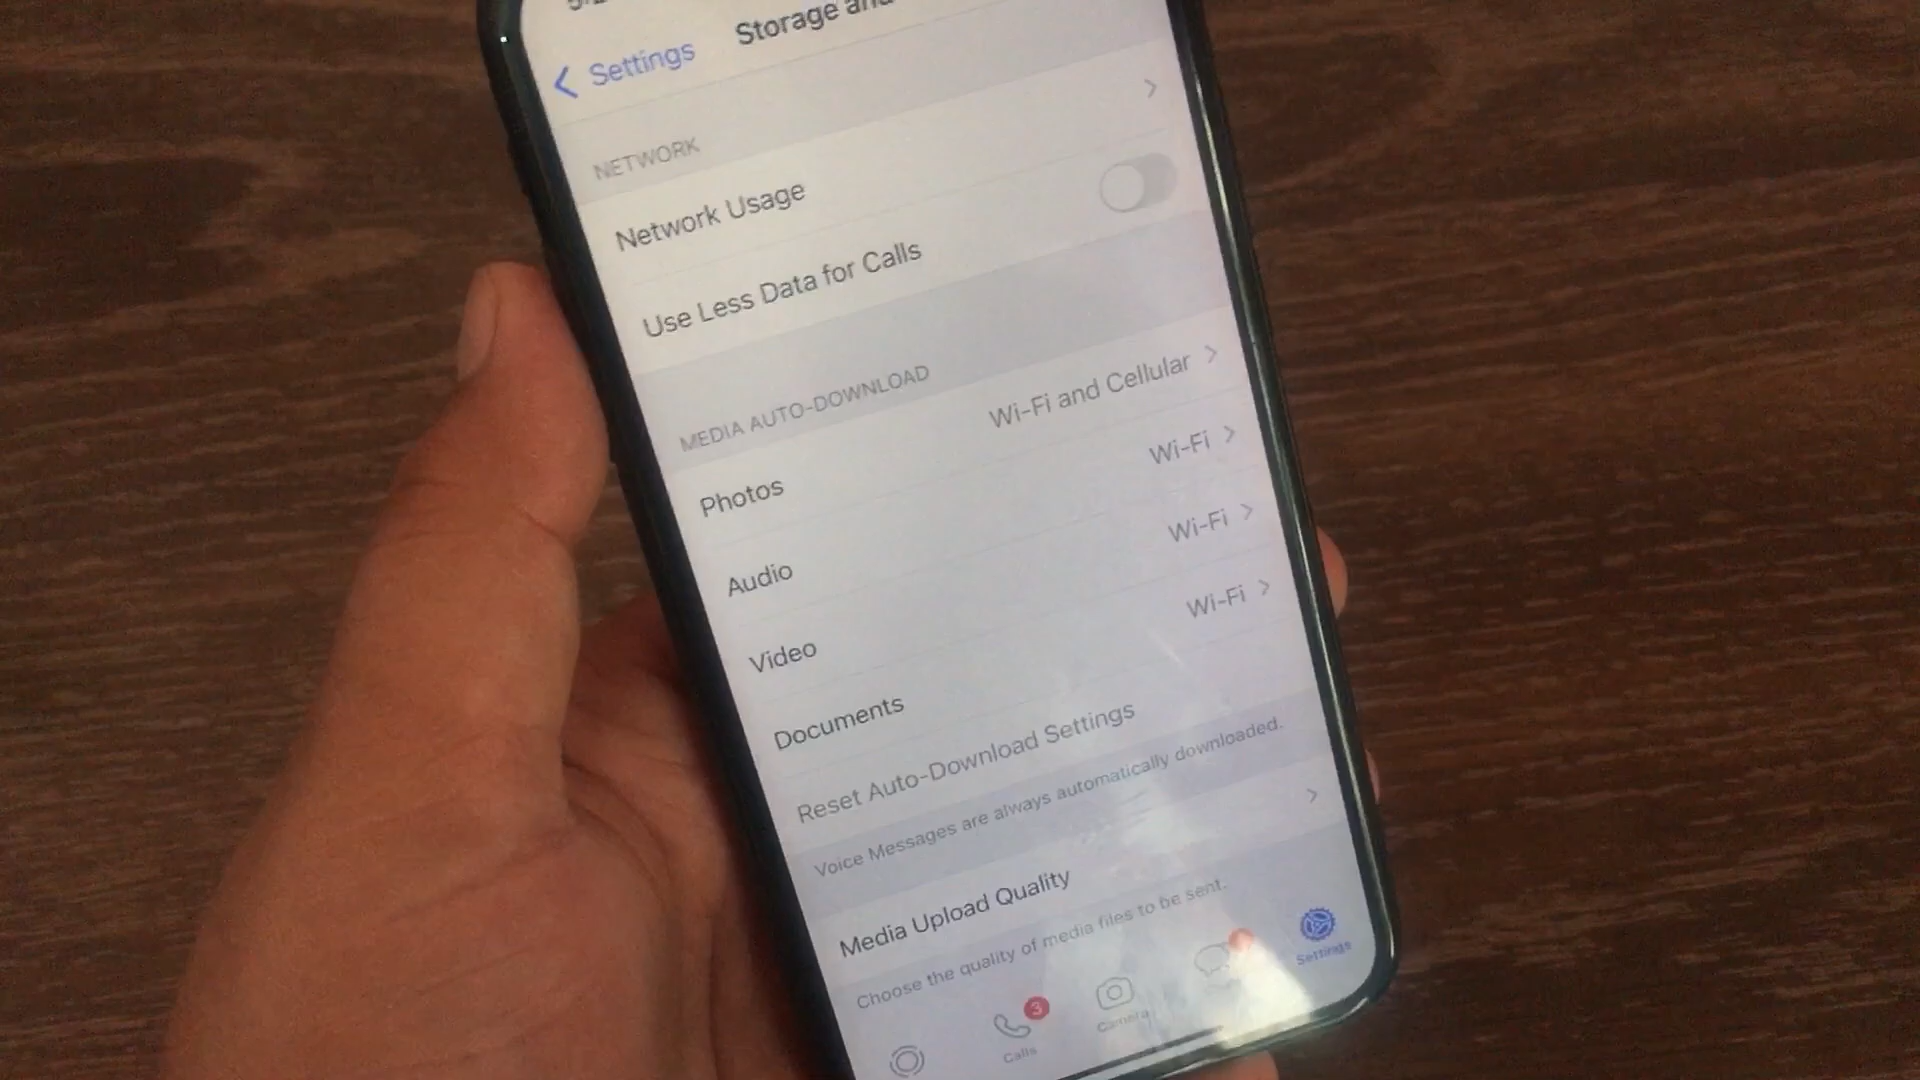 Settings
Storage and
NETWORK
Network Usage
Use Less Data for Calls
MEDIA AUTO-DOWNLOAD
Photos Wi-Fi and Cellular
Audio Wi-Fi
Video Wi-Fi
Documents Wi-Fi
Reset Auto-Download Settings
Voice Messages are always automatically downloaded.
Media Upload Quality
Choose the quality of media files to be sent.
3
Calls
Camera
Settings